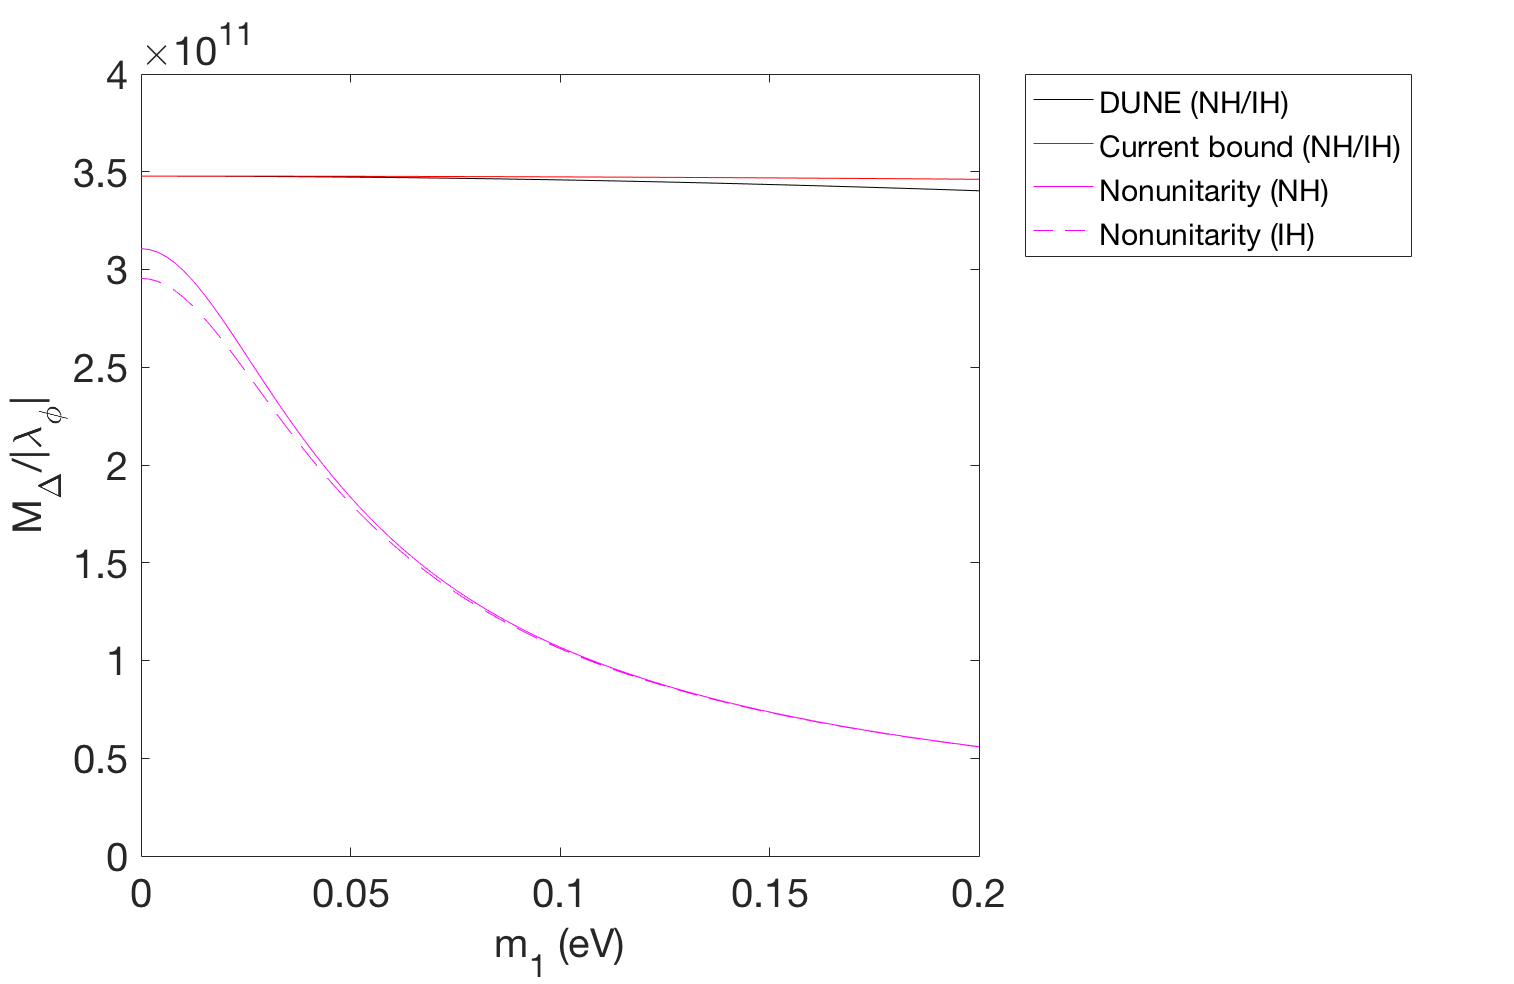 ×10^11
4
3.5
3
2.5
2
1.5
1
0.5
0
0 0.05 0.1 0.15 0.2
m_1 (eV)
M_Δ/|λ_ϕ|
DUNE (NH/IH)
Current bound (NH/IH)
Nonunitarity (NH)
Nonunitarity (IH)